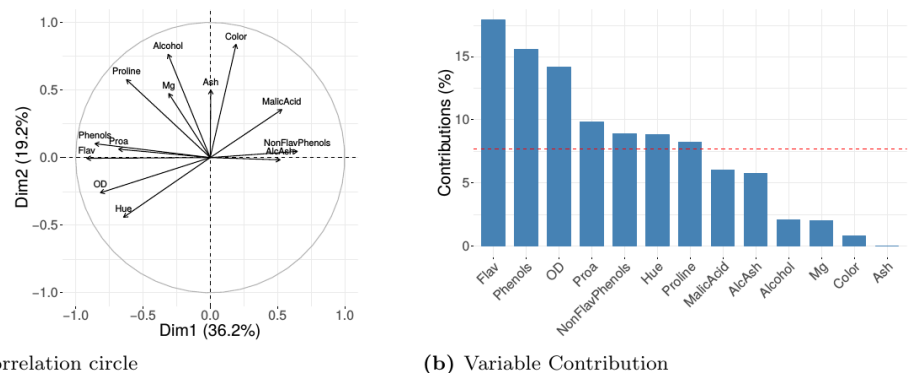 1.0
0.5
0.0
−0.5
−1.0
Dim2 (19.2%)
Color
Alcohol
Proline
Mg
Ash
MalicAcid
Phenols
Proa
Flav
NonFlavPhenols
AlcAsh
OD
Hue
−1.0 −0.5 0.0 0.5 1.0
Dim1 (36.2%)
15
10
5
0
Contributions (%)
Flav
Phenols
OD
Proa
NonFlavPhenols
Hue
Proline
MalicAcid
AlcAsh
Alcohol
Mg
Color
Ash
orrelation circle
(b) Variable Contribution